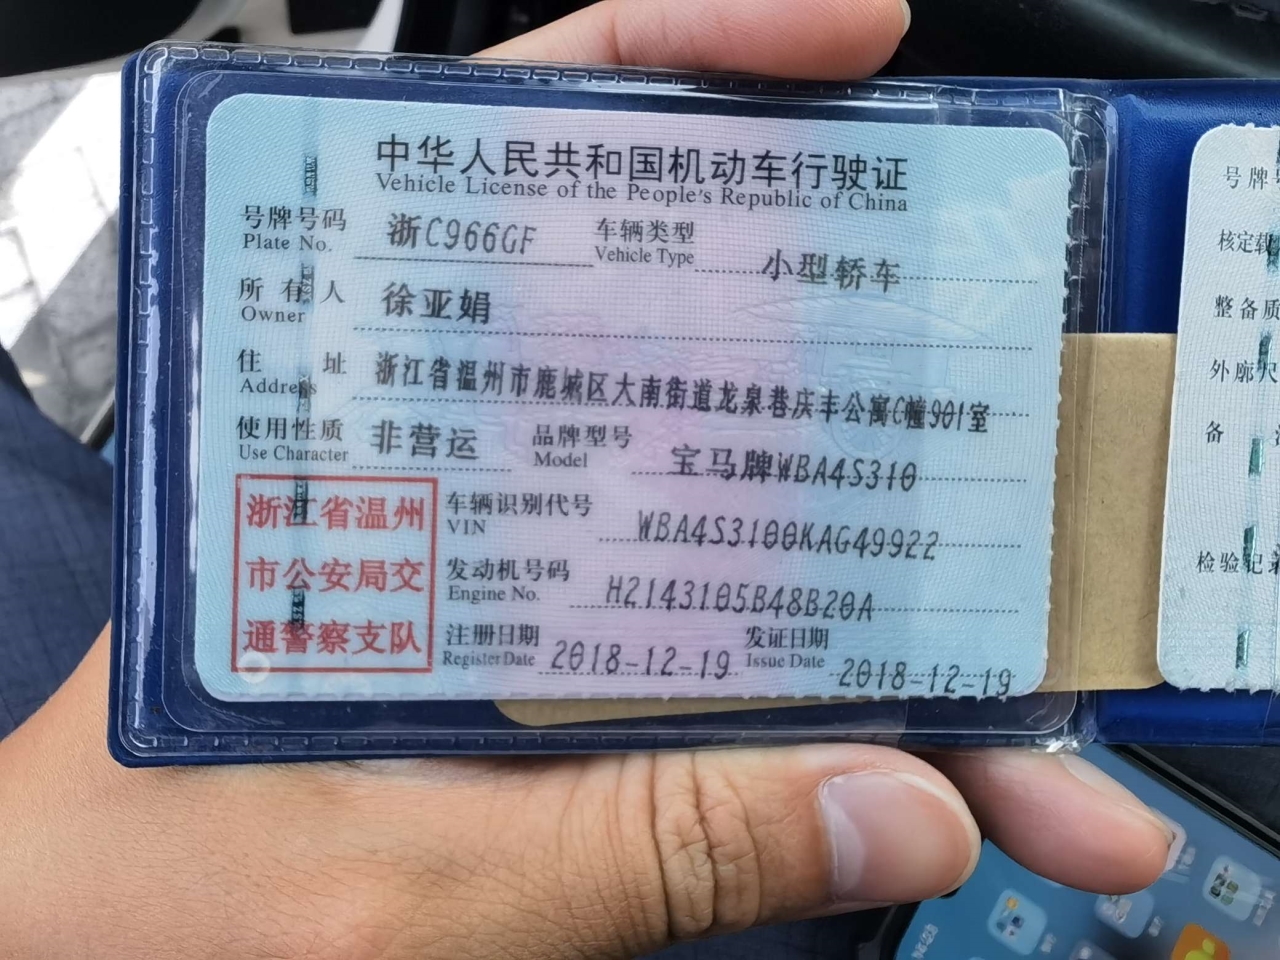 中华人民共和国机动车行驶证
Vehicle License of the People's Republic of China
号牌号码 浙C966GF 车辆类型 小型轿车
Plate No. Vehicle Type
所有人 徐亚娟
Owner
住址 浙江省温州市鹿城区大南街道龙泉巷庆丰公寓C幢901室
Address
使用性质 非营运 品牌型号 宝马牌WBA4S310
Use Character Model
浙江省温州
市公安局交
通警察支队
车辆识别代号 WBA4S3100KAG49922
VIN
发动机号码 H2143105B48B20A
Engine No.
注册日期 2018-12-19 发证日期 2018-12-19
Register Date Issue Date
号牌
核定载
整备质
外廓尺
备
检验记录